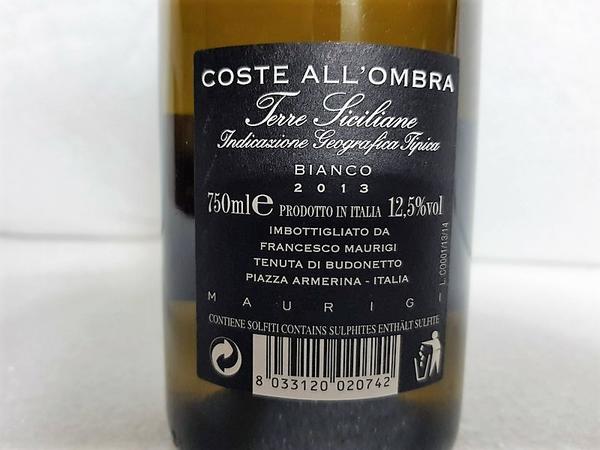 COSTE ALL'OMBRA
Terre Siciliane
Indicazione Geografica Tipica
BIANCO
2013
750ml e PRODOTTO IN ITALIA 12,5%vol
IMBOTTIGLIATO DA
FRANCESCO MAURIGI
TENUTA DI BUDONETTO
PIAZZA ARMERINA - ITALIA
L. CO001/13/14
MAURIGI
CONTIENE SOLFITI CONTAINS SULPHITES ENTHÄLT SULFITE
8 033120 020742